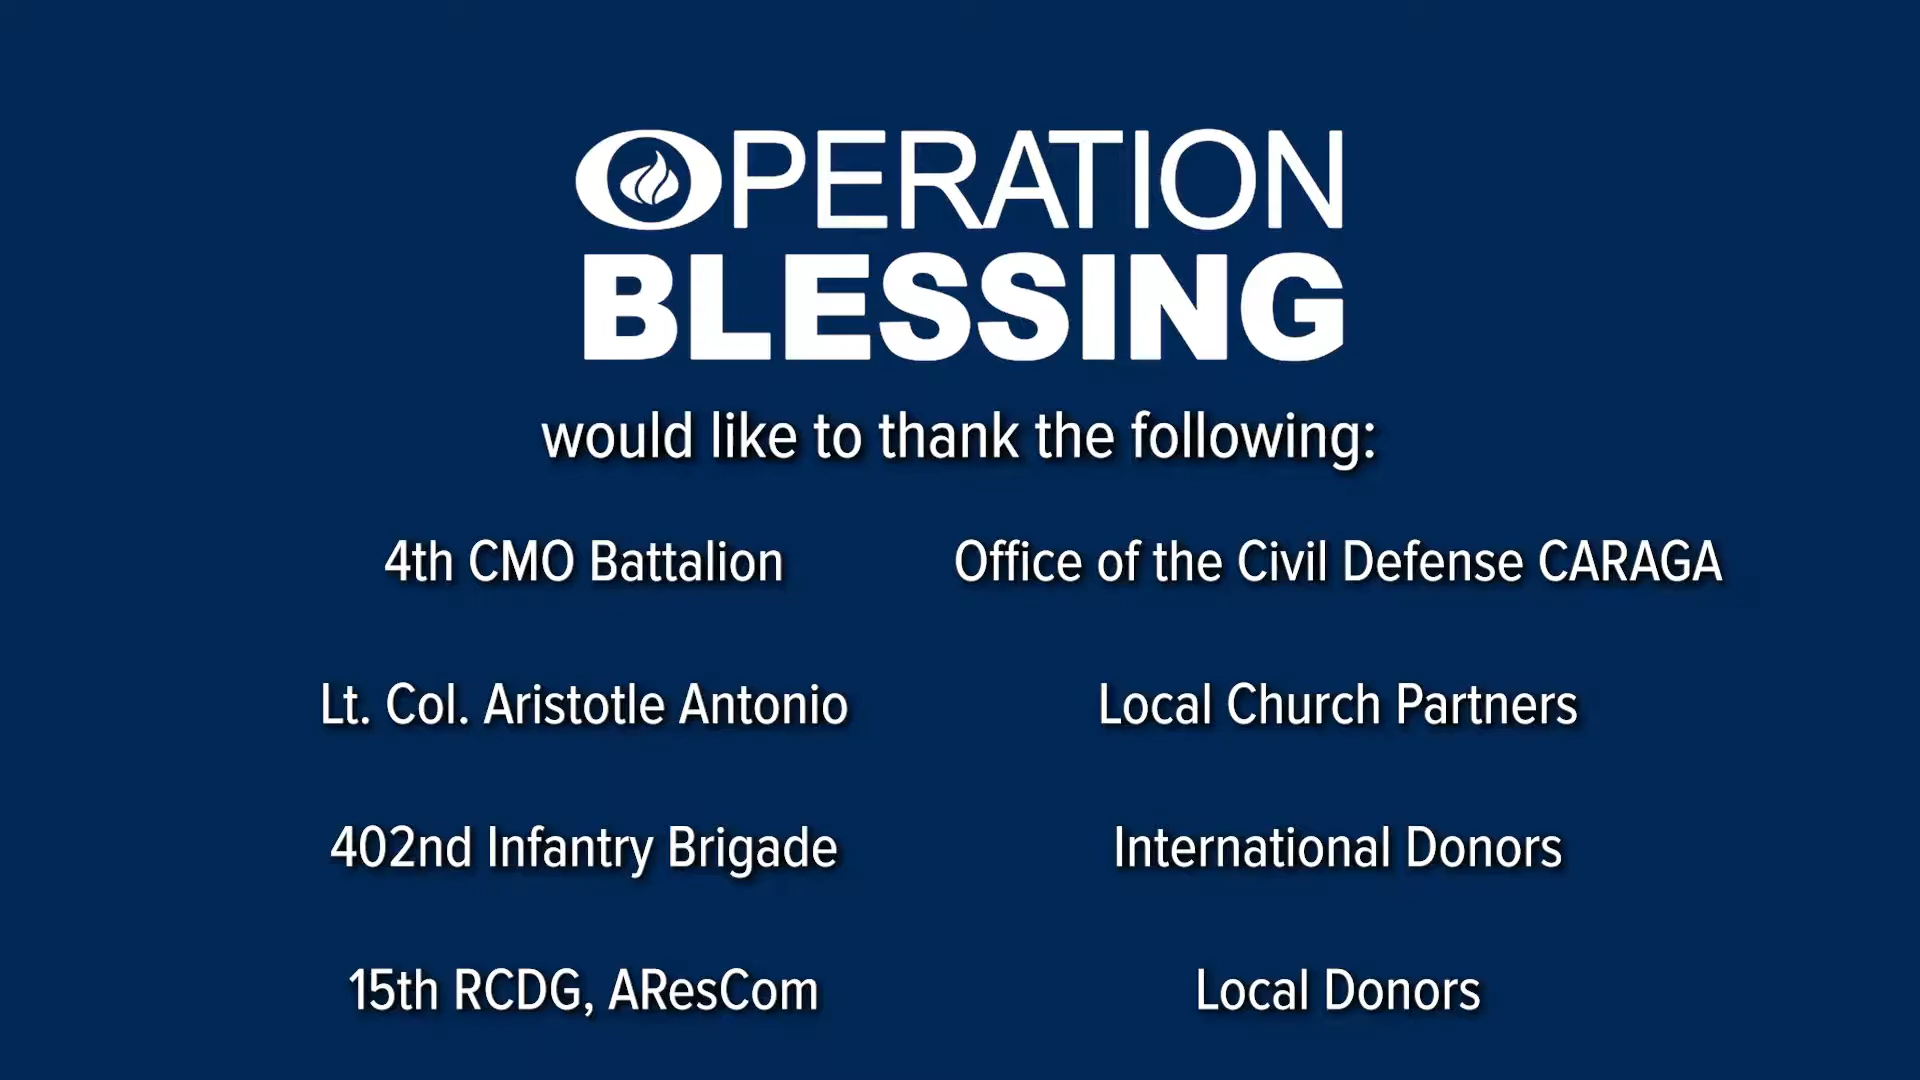 OPERATION
BLESSING
would like to thank the following:
4th CMO Battalion
Office of the Civil Defense CARAGA
Lt. Col. Aristotle Antonio
Local Church Partners
402nd Infantry Brigade
International Donors
15th RCDG, AResCom
Local Donors